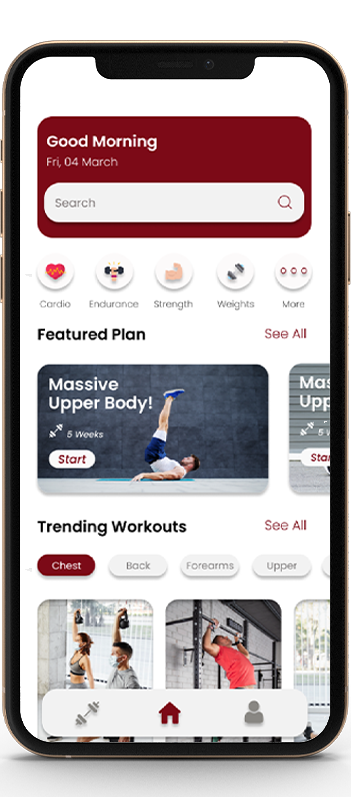 Good Morning
Fri, 04 March
Search
Cardio Endurance Strength Weights More
Featured Plan See All
Massive
Upper Body!
5 Weeks
Start
Mas
Upp
5 W
Star
Trending Workouts See All
Chest Back Forearms Upper